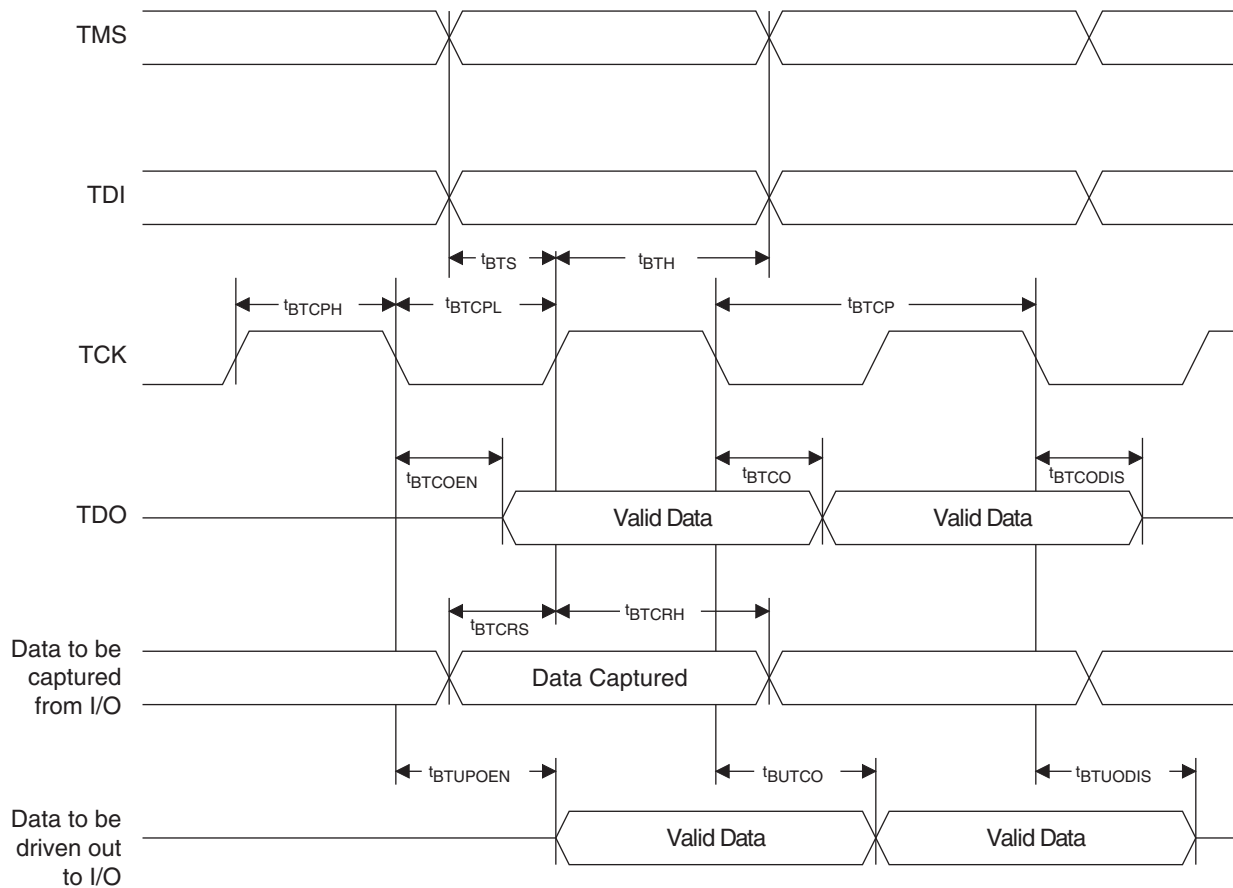 TMS
TDI
tBTS
tBTH
tBTCPH
tBTCPL
tBTCP
TCK
tBTCOEN
tBTCO
tBTCODIS
TDO
Valid Data
Valid Data
tBTCRS
tBTCRH
Data to be
captured
from I/O
Data Captured
tBTUPOEN
tBUTCO
tBTUODIS
Data to be
driven out
to I/O
Valid Data
Valid Data